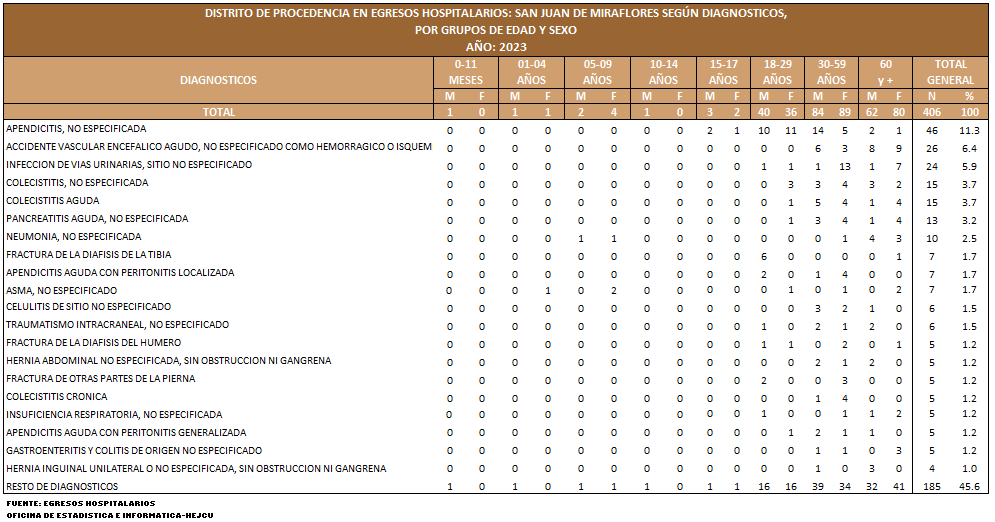 DISTRITO DE PROCEDENCIA EN EGRESOS HOSPITALARIOS: SAN JUAN DE MIRAFLORES SEGÚN DIAGNOSTICOS,
POR GRUPOS DE EDAD Y SEXO
AÑO: 2023
DIAGNOSTICOS 0-11 MESES 01-04 AÑOS 05-09 AÑOS 10-14 AÑOS 15-17 AÑOS 18-29 AÑOS 30-59 AÑOS 60 y + TOTAL GENERAL
M F M F M F M F M F M F M F M F N %
TOTAL 1 0 1 1 2 4 1 0 3 2 40 36 84 89 62 80 406 100
APENDICITIS, NO ESPECIFICADA 0 0 0 0 0 0 0 0 2 1 10 11 14 5 2 1 46 11.3
ACCIDENTE VASCULAR ENCEFALICO AGUDO, NO ESPECIFICADO COMO HEMORRAGICO O ISQUEM 0 0 0 0 0 0 0 0 0 0 0 0 6 3 8 9 26 6.4
INFECCION DE VIAS URINARIAS, SITIO NO ESPECIFICADO 0 0 0 0 0 0 0 0 0 0 1 1 1 13 1 7 24 5.9
COLECISTITIS, NO ESPECIFICADA 0 0 0 0 0 0 0 0 0 0 0 3 3 4 3 2 15 3.7
COLECISTITIS AGUDA 0 0 0 0 0 0 0 0 0 0 0 1 5 4 1 4 15 3.7
PANCREATITIS AGUDA, NO ESPECIFICADA 0 0 0 0 0 0 0 0 0 0 0 1 3 4 1 4 13 3.2
NEUMONIA, NO ESPECIFICADA 0 0 0 0 1 1 0 0 0 0 0 0 0 1 4 3 10 2.5
FRACTURA DE LA DIAFISIS DE LA TIBIA 0 0 0 0 0 0 0 0 0 0 6 0 0 0 0 1 7 1.7
APENDICITIS AGUDA CON PERITONITIS LOCALIZADA 0 0 0 0 0 0 0 0 0 0 2 0 1 4 0 0 7 1.7
ASMA, NO ESPECIFICADO 0 0 0 1 0 2 0 0 0 0 0 1 0 1 0 2 7 1.7
CELULITIS DE SITIO NO ESPECIFICADO 0 0 0 0 0 0 0 0 0 0 0 0 3 2 1 0 6 1.5
TRAUMATISMO INTRACRANEAL, NO ESPECIFICADO 0 0 0 0 0 0 0 0 0 0 1 0 2 1 2 0 6 1.5
FRACTURA DE LA DIAFISIS DEL HUMERO 0 0 0 0 0 0 0 0 0 0 1 1 0 2 0 1 5 1.2
HERNIA ABDOMINAL NO ESPECIFICADA, SIN OBSTRUCCION NI GANGRENA 0 0 0 0 0 0 0 0 0 0 0 0 2 1 2 0 5 1.2
FRACTURA DE OTRAS PARTES DE LA PIERNA 0 0 0 0 0 0 0 0 0 0 2 0 0 3 0 0 5 1.2
COLECISTITIS CRONICA 0 0 0 0 0 0 0 0 0 0 0 0 1 4 0 0 5 1.2
INSUFICIENCIA RESPIRATORIA, NO ESPECIFICADA 0 0 0 0 0 0 0 0 0 0 1 0 0 1 1 2 5 1.2
APENDICITIS AGUDA CON PERITONITIS GENERALIZADA 0 0 0 0 0 0 0 0 0 0 0 1 2 1 1 0 5 1.2
GASTROENTERITIS Y COLITIS DE ORIGEN NO ESPECIFICADO 0 0 0 0 0 0 0 0 0 0 0 0 1 1 0 3 5 1.2
HERNIA INGUINAL UNILATERAL O NO ESPECIFICADA, SIN OBSTRUCCION NI GANGRENA 0 0 0 0 0 0 0 0 0 0 0 0 1 0 3 0 4 1.0
RESTO DE DIAGNOSTICOS 1 0 1 0 1 1 1 0 1 1 16 16 39 34 32 41 185 45.6
FUENTE: EGRESOS HOSPITALARIOS
OFICINA DE ESTADISTICA E INFORMATICA-HEJCU